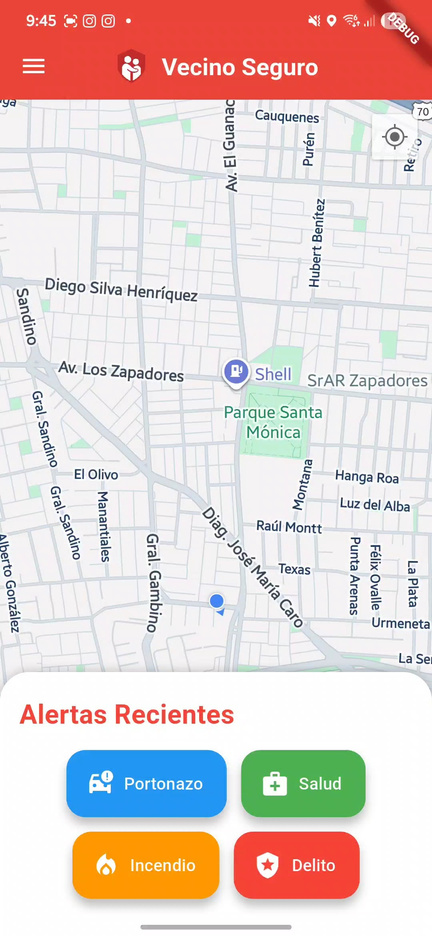 9:45
DEBUG
Vecino Seguro
70
Cauquenes
Av. El Guanac
Purén
Retiro
Hubert Benítez
Diego Silva Henríquez
Sandino
Av. Los Zapadores
Shell
SrAR Zapadores
Parque Santa
Mónica
Gral. Sandino
El Olivo
Montana
Hanga Roa
Gral. Sandino
Manantiales
Luz del Alba
Diag. José María Caro
Raúl Montt
Alberto González
Gral. Gambino
Texas
Punta Arenas
Félix Ovalle
La Plata
Urmeneta
La Ser
Alertas Recientes
Portonazo
Salud
Incendio
Delito